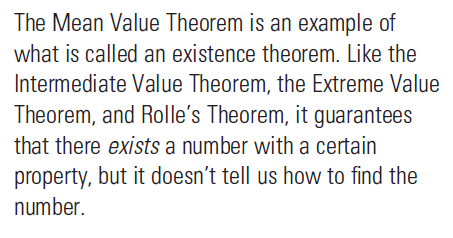 The Mean Value Theorem is an example of
what is called an existence theorem. Like the
Intermediate Value Theorem, the Extreme Value
Theorem, and Rolle’s Theorem, it guarantees
that there exists a number with a certain
property, but it doesn’t tell us how to find the
number.